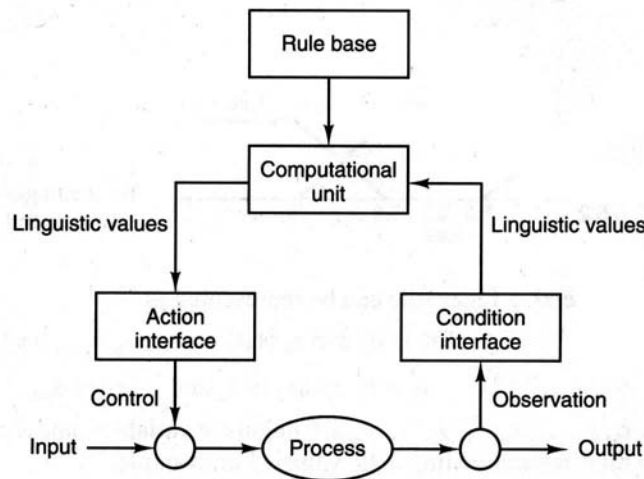 Rule base
Computational
unit
Linguistic values
Linguistic values
Action
interface
Condition
interface
Control
Observation
Input
Process
Output